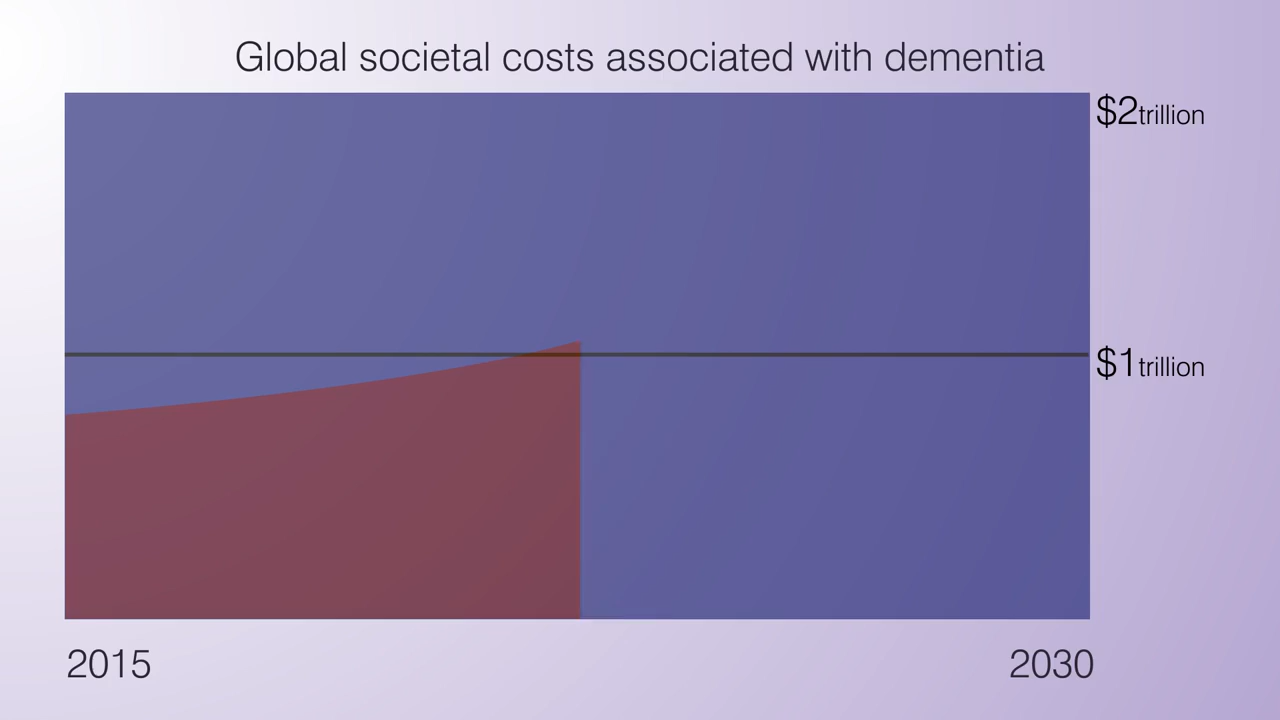 Global societal costs associated with dementia
$2trillion
$1trillion
2015 2030